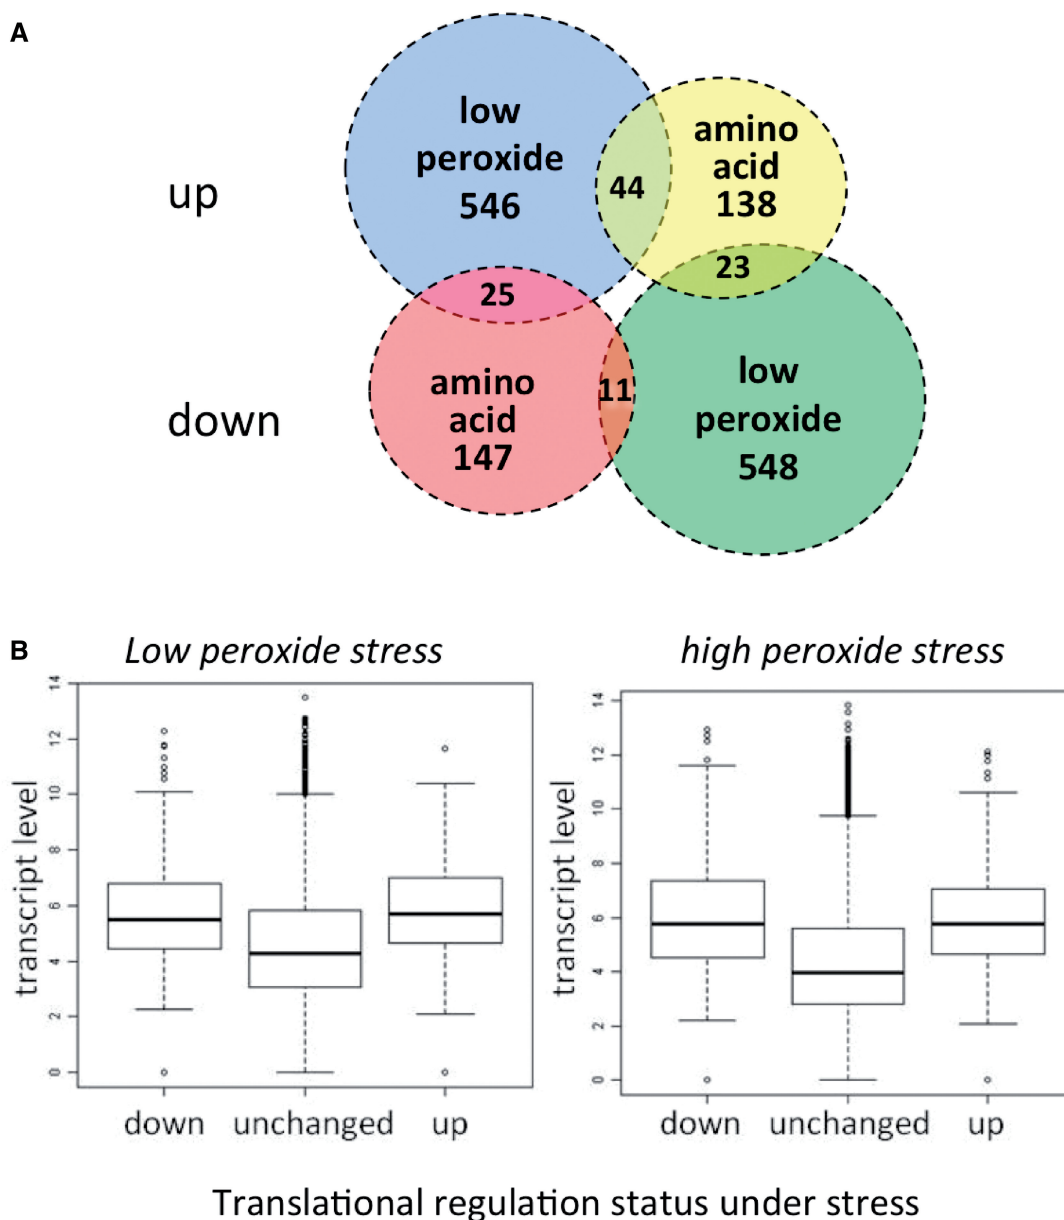 A
up
low
peroxide
546
44
amino
acid
138
23
25
down
amino
acid
147
11
low
peroxide
548
B
Low peroxide stress
high peroxide stress
transcript level
14
12
10
8
6
4
2
0
down unchanged up
transcript level
14
12
10
8
6
4
2
0
down unchanged up
Translational regulation status under stress